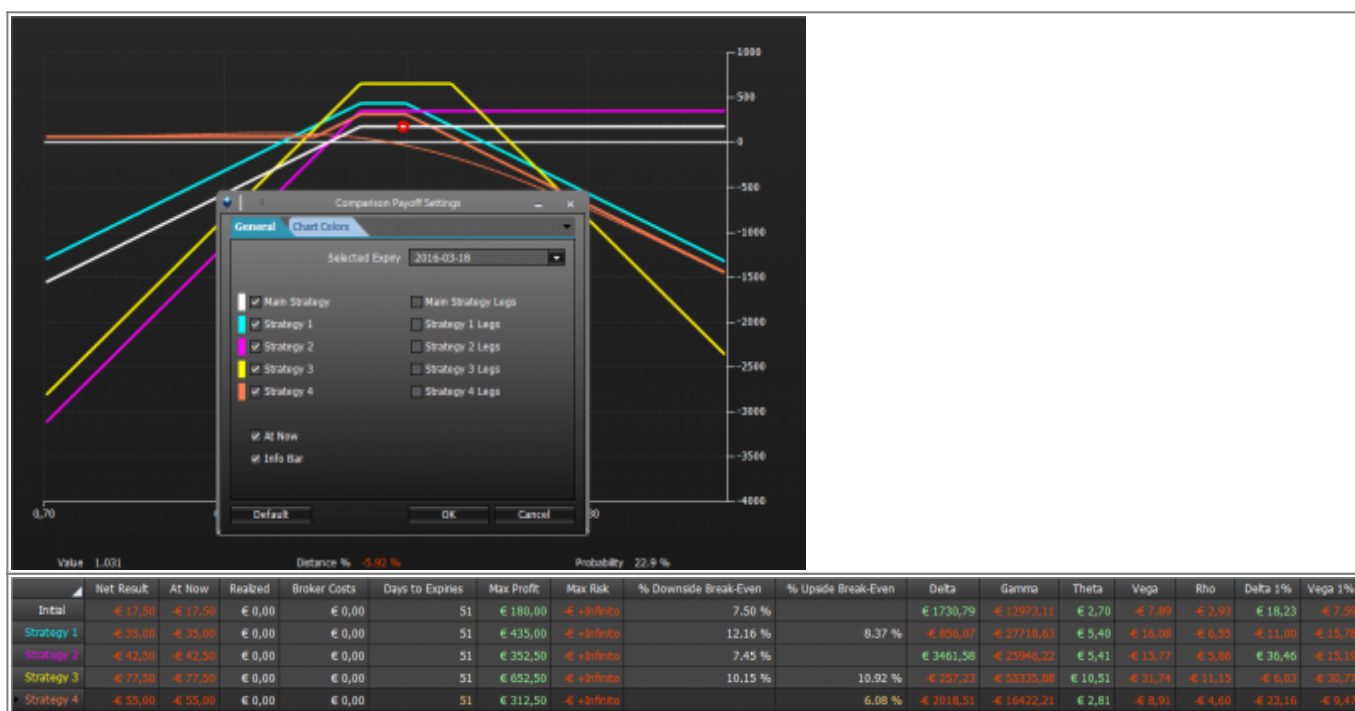 1000
500
0
Comparison Payoff Settings
General Chart Colors
-500
-1000
Selected Expiry 2016-03-18
-1500
Main Strategy Main Strategy Legs
Strategy 1 Strategy 1 Legs
-2000
Strategy 2 Strategy 2 Legs
Strategy 3 Strategy 3 Legs
-2500
Strategy 4 Strategy 4 Legs
-3000
At Now
Info Bar
-3500
-4000
0,70 Default OK Cancel
Value 1.031 Distance % -5.92 % Probability 22.9 %
Net Result At Now Realized Broker Costs Days to Expiries Max Profit Max Risk % Downside Break-Even % Upside Break-Even Delta Gamma Theta Vega Rho Delta 1% Vega 1%
Initial -€ 17,50 -€ 17,50 € 0,00 € 0,00 51 € 180,00 -€ +Infinito 7.50 % € 1730,79 -€ 12973,11 € 2,70 -€ 7,89 -€ 2,93 € 18,23 -€ 7,59
Strategy 1 -€ 35,00 -€ 35,00 € 0,00 € 0,00 51 € 435,00 -€ +Infinito 12.16 % 8.37 % -€ 856,07 -€ 27718,63 € 5,40 -€ 16,08 -€ 6,55 -€ 11,00 -€ 15,78
Strategy 2 -€ 42,50 -€ 42,50 € 0,00 € 0,00 51 € 352,50 -€ +Infinito 7.45 % € 3461,58 -€ 25946,22 € 5,41 -€ 15,77 -€ 5,86 € 36,46 -€ 15,19
Strategy 3 -€ 77,50 -€ 77,50 € 0,00 € 0,00 51 € 652,50 -€ +Infinito 10.15 % 10.92 % -€ 257,23 -€ 55335,88 € 10,51 -€ 31,74 -€ 11,15 -€ 6,03 -€ 30,77
Strategy 4 -€ 55,00 -€ 55,00 € 0,00 € 0,00 51 € 312,50 -€ +Infinito 6.08 % -€ 2018,51 -€ 16422,21 € 2,81 -€ 8,91 -€ 4,60 -€ 23,16 -€ 9,47